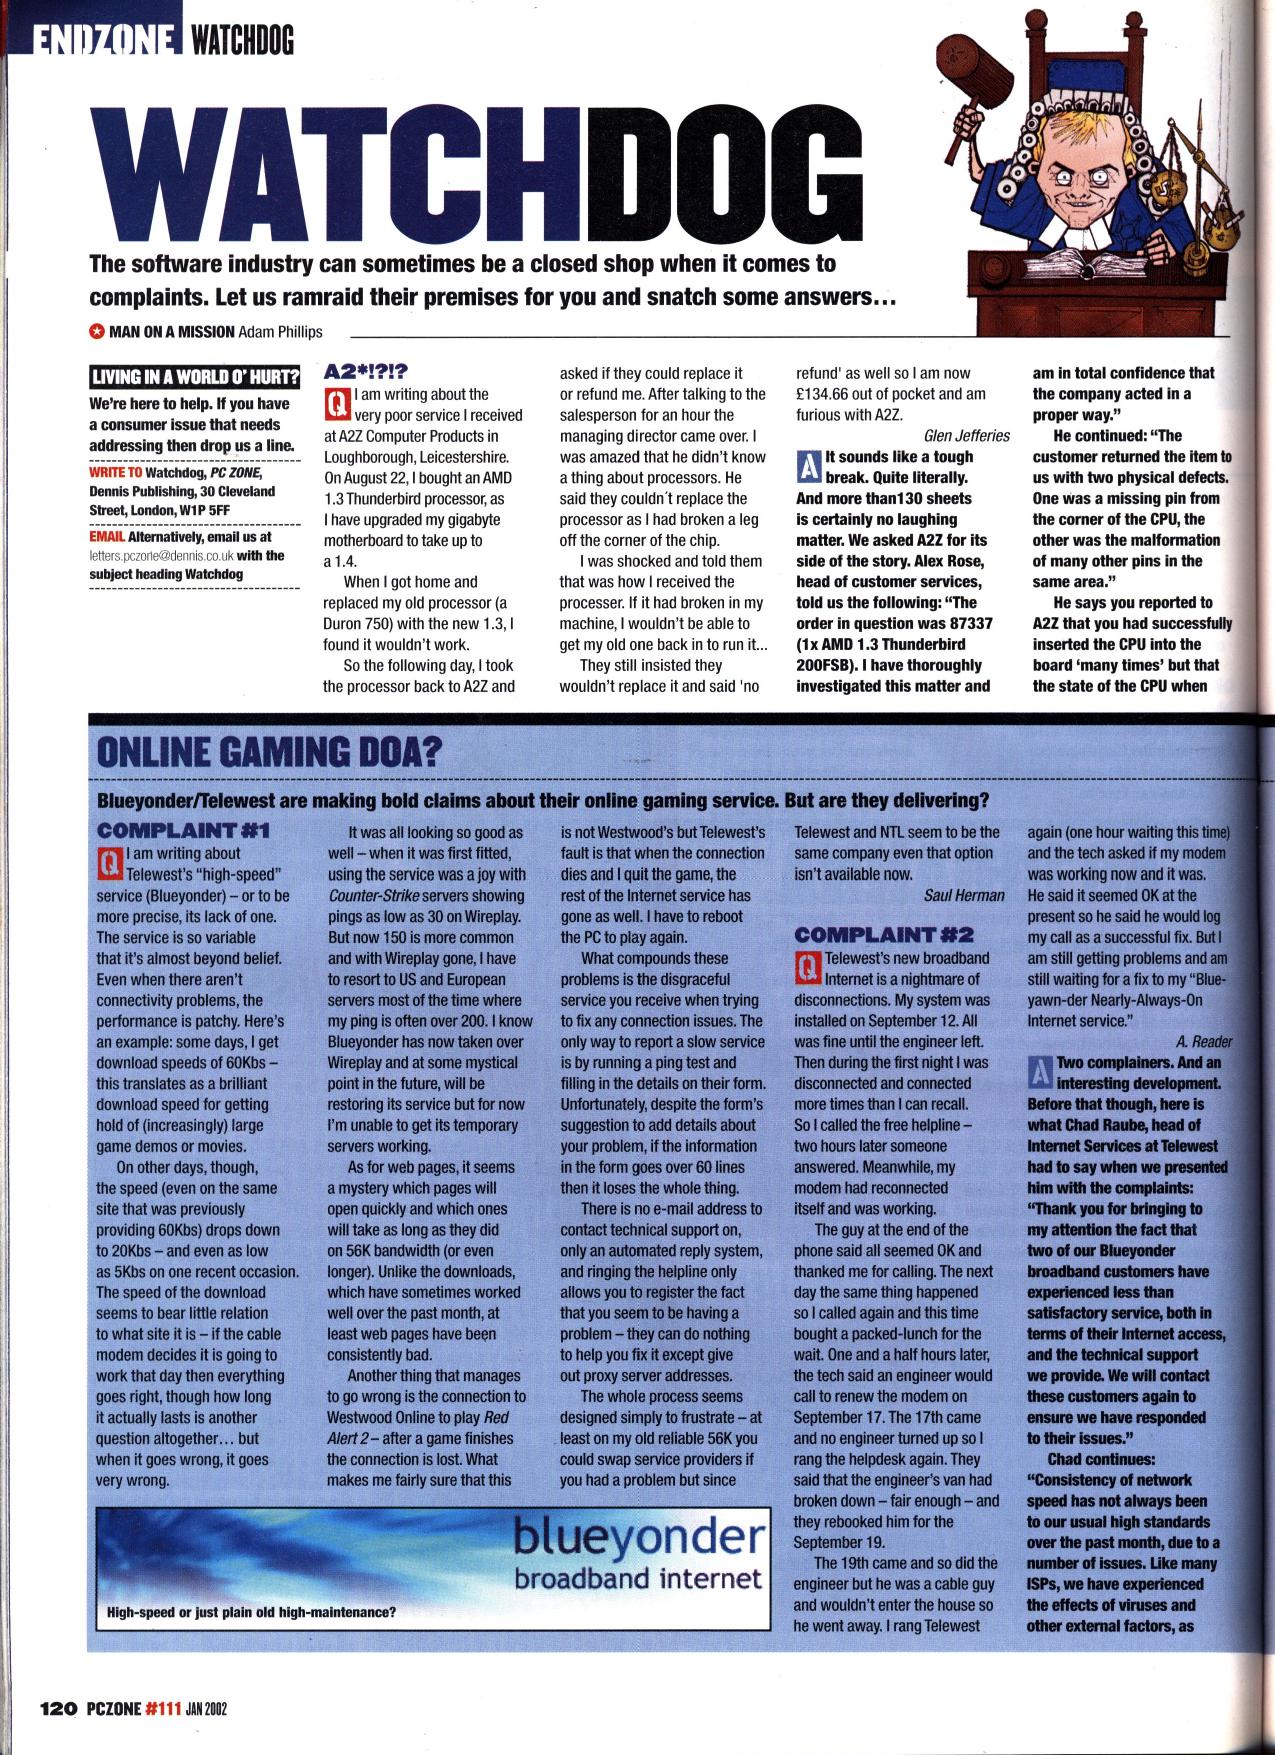 ENDZONE WATCHDOG
WATCHDOG
The software industry can sometimes be a closed shop when it comes to
complaints. Let us ramraid their premises for you and snatch some answers...
MAN ON A MISSION Adam Phillips
LIVING IN A WORLD O' HURT?
We're here to help. If you have
a consumer issue that needs
addressing then drop us a line.
WRITE TO Watchdog, PC ZONE,
Dennis Publishing, 30 Cleveland
Street, London, W1P 5FF
EMAIL Alternatively, email us at
letters.pczone@dennis.co.uk with the
subject heading Watchdog
A2*!?!?
Q I am writing about the
very poor service I received
at A2Z Computer Products in
Loughborough, Leicestershire.
On August 22, I bought an AMD
1.3 Thunderbird processor, as
I have upgraded my gigabyte
motherboard to take up to
a 1.4.
When I got home and
replaced my old processor (a
Duron 750) with the new 1.3, I
found it wouldn't work.
So the following day, I took
the processor back to A2Z and
asked if they could replace it
or refund me. After talking to the
salesperson for an hour the
managing director came over. I
was amazed that he didn't know
a thing about processors. He
said they couldn't replace the
processor as I had broken a leg
off the corner of the chip.
I was shocked and told them
that was how I received the
processer. If it had broken in my
machine, I wouldn't be able to
get my old one back in to run it...
They still insisted they
wouldn't replace it and said 'no
refund' as well so I am now
£134.66 out of pocket and am
furious with A2Z.
Glen Jefferies
A It sounds like a tough
break. Quite literally.
And more than130 sheets
is certainly no laughing
matter. We asked A2Z for its
side of the story. Alex Rose,
head of customer services,
told us the following: "The
order in question was 87337
(1x AMD 1.3 Thunderbird
200FSB). I have thoroughly
investigated this matter and
am in total confidence that
the company acted in a
proper way."
He continued: "The
customer returned the item to
us with two physical defects.
One was a missing pin from
the corner of the CPU, the
other was the malformation
of many other pins in the
same area."
He says you reported to
A2Z that you had successfully
inserted the CPU into the
board 'many times' but that
the state of the CPU when
ONLINE GAMING DOA?
Blueyonder/Telewest are making bold claims about their online gaming service. But are they delivering?
COMPLAINT #1
Q I am writing about
Telewest's "high-speed"
service (Blueyonder) – or to be
more precise, its lack of one.
The service is so variable
that it's almost beyond belief.
Even when there aren't
connectivity problems, the
performance is patchy. Here's
an example: some days, I get
download speeds of 60Kbs –
this translates as a brilliant
download speed for getting
hold of (increasingly) large
game demos or movies.
On other days, though,
the speed (even on the same
site that was previously
providing 60Kbs) drops down
to 20Kbs – and even as low
as 5Kbs on one recent occasion.
The speed of the download
seems to bear little relation
to what site it is – if the cable
modem decides it is going to
work that day then everything
goes right, though how long
it actually lasts is another
question altogether... but
when it goes wrong, it goes
very wrong.
It was all looking so good as
well – when it was first fitted,
using the service was a joy with
Counter-Strike servers showing
pings as low as 30 on Wireplay.
But now 150 is more common
and with Wireplay gone, I have
to resort to US and European
servers most of the time where
my ping is often over 200. I know
Blueyonder has now taken over
Wireplay and at some mystical
point in the future, will be
restoring its service but for now
I'm unable to get its temporary
servers working.
As for web pages, it seems
a mystery which pages will
open quickly and which ones
will take as long as they did
on 56K bandwidth (or even
longer). Unlike the downloads,
which have sometimes worked
well over the past month, at
least web pages have been
consistently bad.
Another thing that manages
to go wrong is the connection to
Westwood Online to play Red
Alert 2 – after a game finishes
the connection is lost. What
makes me fairly sure that this
is not Westwood's but Telewest's
fault is that when the connection
dies and I quit the game, the
rest of the Internet service has
gone as well. I have to reboot
the PC to play again.
What compounds these
problems is the disgraceful
service you receive when trying
to fix any connection issues. The
only way to report a slow service
is by running a ping test and
filling in the details on their form.
Unfortunately, despite the form's
suggestion to add details about
your problem, if the information
in the form goes over 60 lines
then it loses the whole thing.
There is no e-mail address to
contact technical support on,
only an automated reply system,
and ringing the helpline only
allows you to register the fact
that you seem to be having a
problem – they can do nothing
to help you fix it except give
out proxy server addresses.
The whole process seems
designed simply to frustrate – at
least on my old reliable 56K you
could swap service providers if
you had a problem but since
Telewest and NTL seem to be the
same company even that option
isn't available now.
Saul Herman
COMPLAINT #2
Q Telewest's new broadband
Internet is a nightmare of
disconnections. My system was
installed on September 12. All
was fine until the engineer left.
Then during the first night I was
disconnected and connected
more times than I can recall.
So I called the free helpline –
two hours later someone
answered. Meanwhile, my
modem had reconnected
itself and was working.
The guy at the end of the
phone said all seemed OK and
thanked me for calling. The next
day the same thing happened
so I called again and this time
bought a packed-lunch for the
wait. One and a half hours later,
the tech said an engineer would
call to renew the modem on
September 17. The 17th came
and no engineer turned up so I
rang the helpdesk again. They
said that the engineer's van had
broken down – fair enough – and
they rebooked him for the
September 19.
The 19th came and so did the
engineer but he was a cable guy
and wouldn't enter the house so
he went away. I rang Telewest
again (one hour waiting this time)
and the tech asked if my modem
was working now and it was.
He said it seemed OK at the
present so he said he would log
my call as a successful fix. But I
am still getting problems and am
still waiting for a fix to my "Blue-
yawn-der Nearly-Always-On
Internet service."
A. Reader
A Two complainers. And an
interesting development.
Before that though, here is
what Chad Raube, head of
Internet Services at Telewest
had to say when we presented
him with the complaints:
"Thank you for bringing to
my attention the fact that
two of our Blueyonder
broadband customers have
experienced less than
satisfactory service, both in
terms of their Internet access,
and the technical support
we provide. We will contact
these customers again to
ensure we have responded
to their issues."
Chad continues:
"Consistency of network
speed has not always been
to our usual high standards
over the past month, due to a
number of issues. Like many
ISPs, we have experienced
the effects of viruses and
other external factors, as
blueyonder
broadband internet
High-speed or just plain old high-maintenance?
120 PCZONE #111 JAN 2002